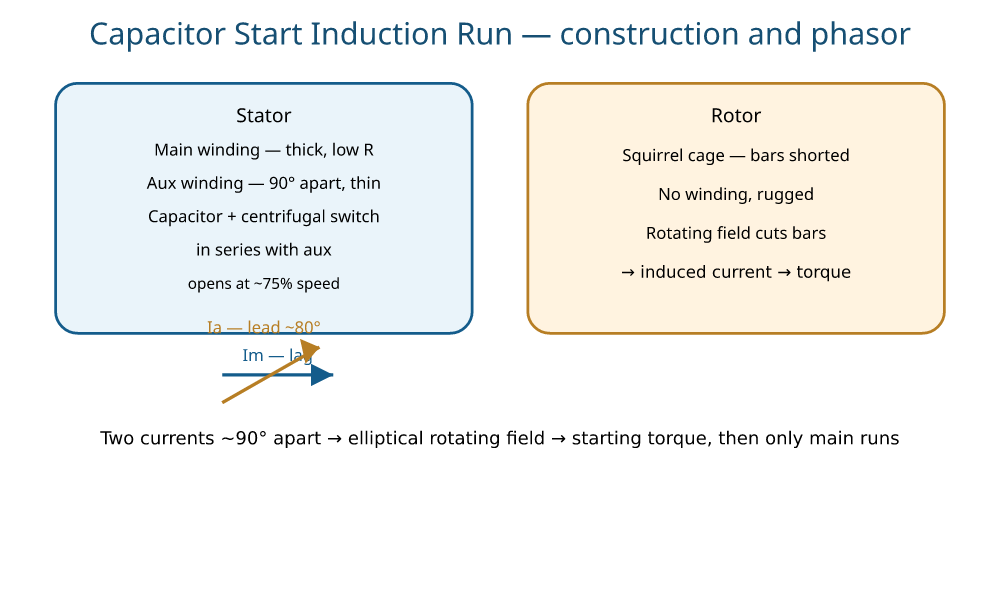 Capacitor Start Induction Run — construction and phasor
Stator
Main winding — thick, low R
Aux winding — 90° apart, thin
Capacitor + centrifugal switch
in series with aux
opens at ~75% speed
Rotor
Squirrel cage — bars shorted
No winding, rugged
Rotating field cuts bars
→ induced current → torque
Ia — lead ~80°
Im — lag
Two currents ~90° apart → elliptical rotating field → starting torque, then only main runs